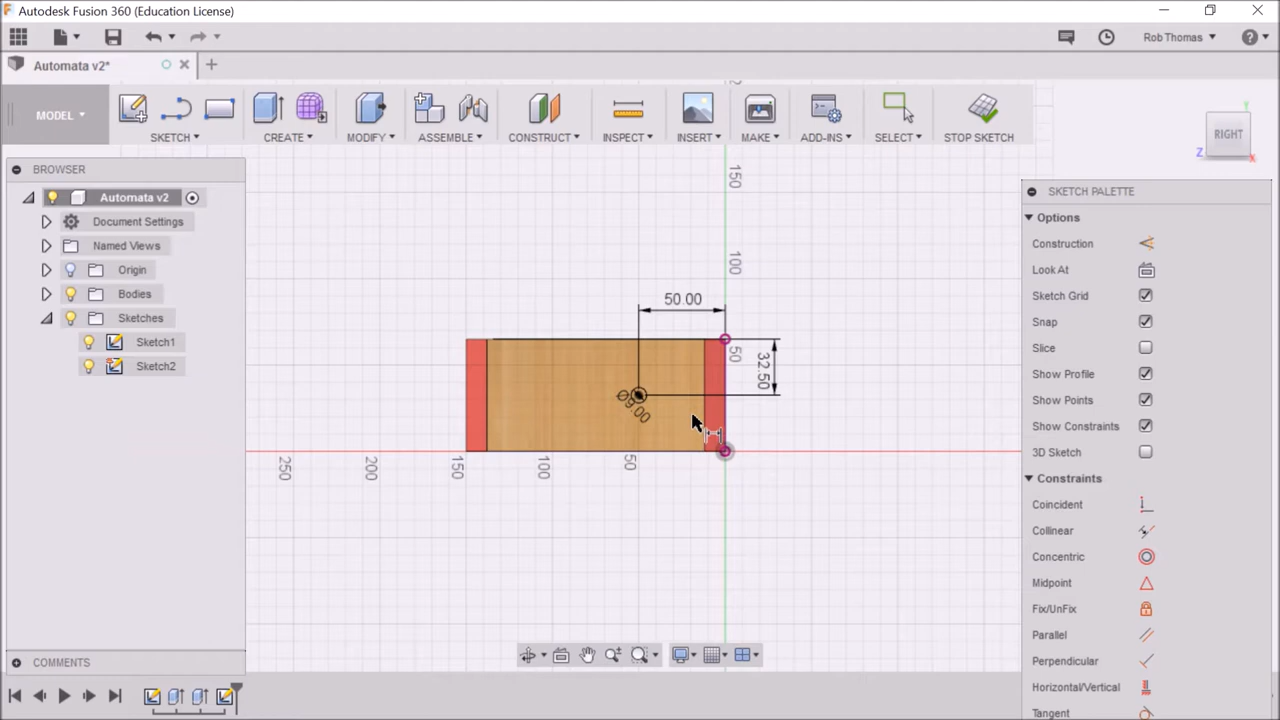 Autodesk Fusion 360 (Education License)
Rob Thomas
Automata v2*
MODEL
SKETCH
CREATE
MODIFY
ASSEMBLE
CONSTRUCT
INSPECT
INSERT
MAKE
ADD-INS
SELECT
STOP SKETCH
RIGHT
Z
Y
X
BROWSER
Automata v2
Document Settings
Named Views
Origin
Bodies
Sketches
Sketch1
Sketch2
150
100
50
50.00
32.50
Ø9.00
250
200
150
100
50
SKETCH PALETTE
Options
Construction
Look At
Sketch Grid
Snap
Slice
Show Profile
Show Points
Show Constraints
3D Sketch
Constraints
Coincident
Collinear
Concentric
Midpoint
Fix/UnFix
Parallel
Perpendicular
Horizontal/Vertical
Tangent
COMMENTS